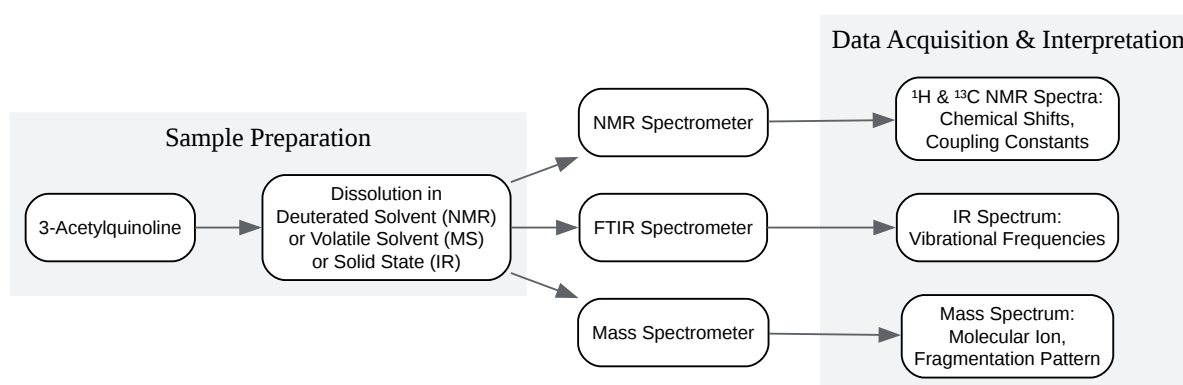 Sample Preparation
3-Acetylquinoline
Dissolution in
Deuterated Solvent (NMR)
or Volatile Solvent (MS)
or Solid State (IR)
NMR Spectrometer
FTIR Spectrometer
Mass Spectrometer
Data Acquisition & Interpretation
¹H & ¹³C NMR Spectra:
Chemical Shifts,
Coupling Constants
IR Spectrum:
Vibrational Frequencies
Mass Spectrum:
Molecular Ion,
Fragmentation Pattern